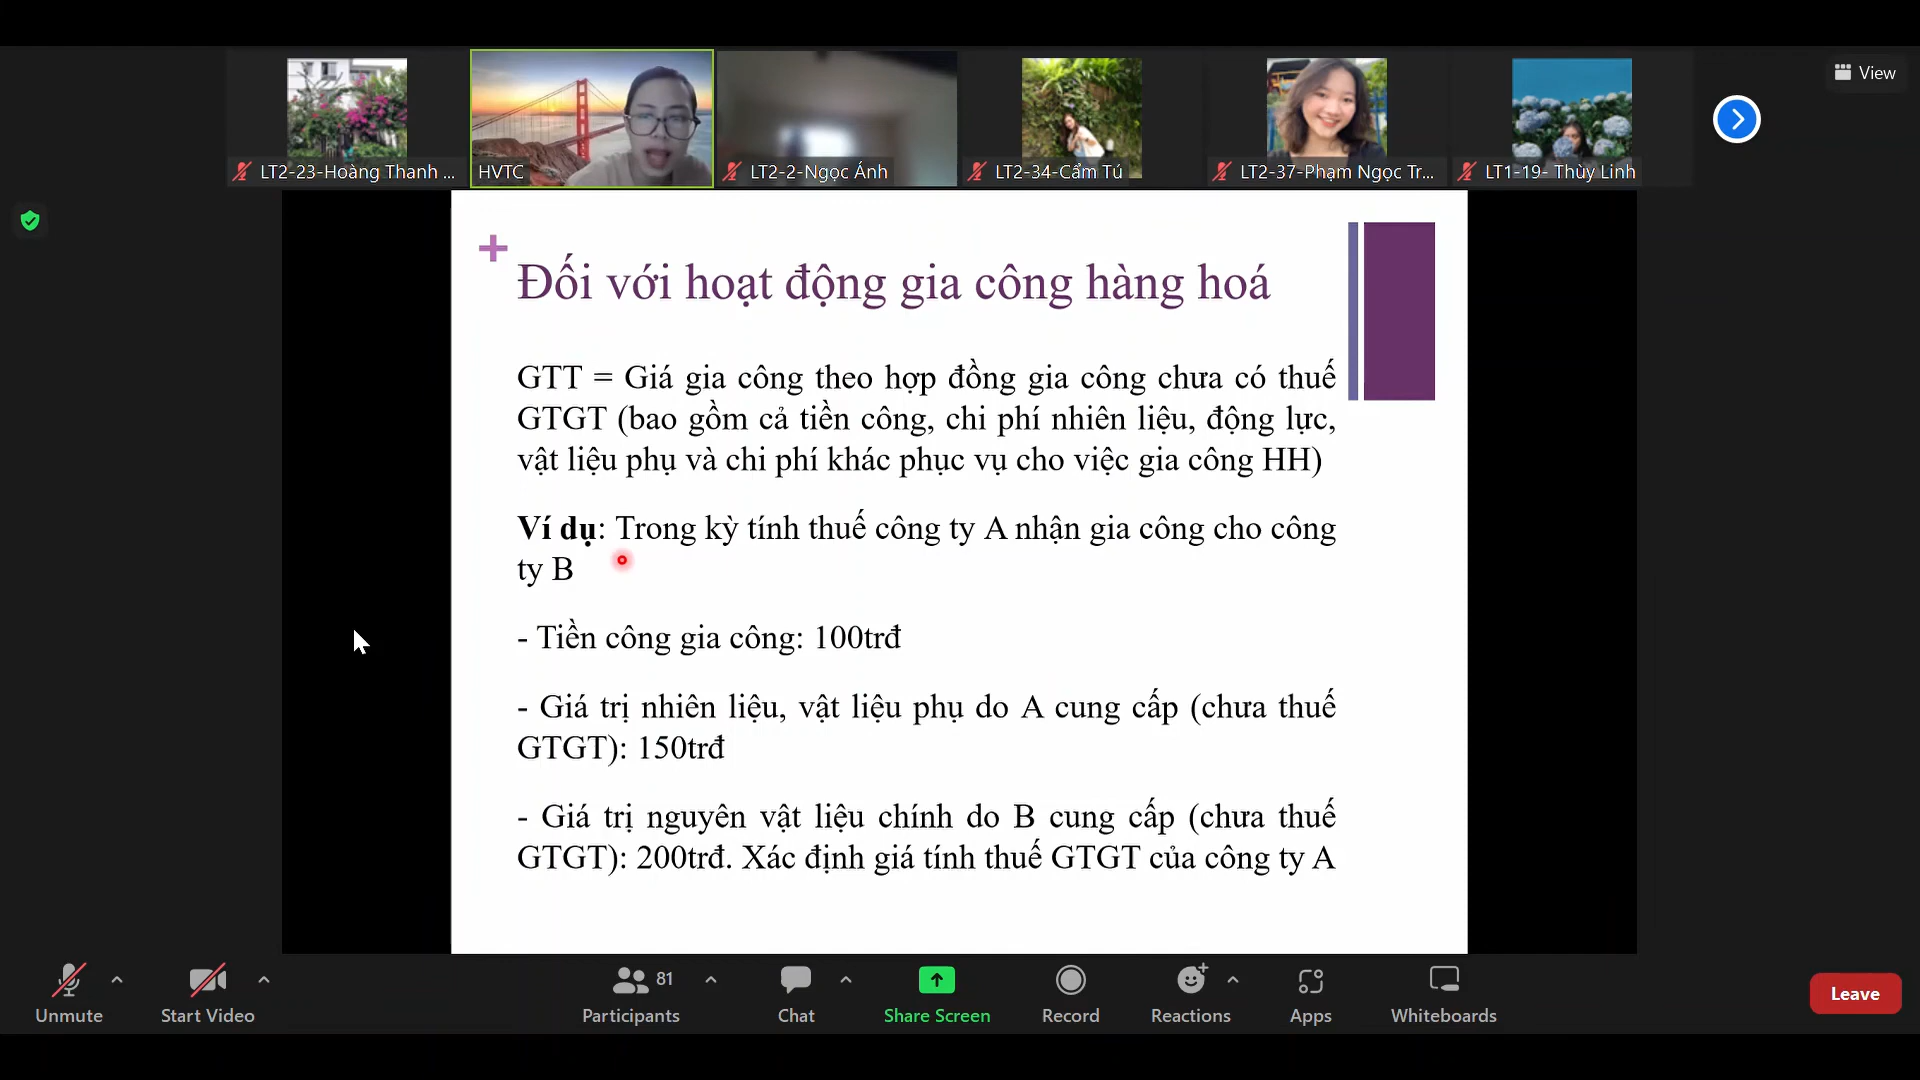 View
LT2-23-Hoàng Thanh ...
HVTC
LT2-2-Ngọc Ánh
LT2-34-Cẩm Tú
LT2-37-Phạm Ngọc Tr...
LT1-19- Thùy Linh
Đối với hoạt động gia công hàng hoá
GTT = Giá gia công theo hợp đồng gia công chưa có thuế
GTGT (bao gồm cả tiền công, chi phí nhiên liệu, động lực,
vật liệu phụ và chi phí khác phục vụ cho việc gia công HH)
Ví dụ: Trong kỳ tính thuế công ty A nhận gia công cho công
ty B
- Tiền công gia công: 100trđ
- Giá trị nhiên liệu, vật liệu phụ do A cung cấp (chưa thuế
GTGT): 150trđ
- Giá trị nguyên vật liệu chính do B cung cấp (chưa thuế
GTGT): 200trđ. Xác định giá tính thuế GTGT của công ty A
Unmute
Start Video
81
Participants
Chat
Share Screen
Record
Reactions
Apps
Whiteboards
Leave